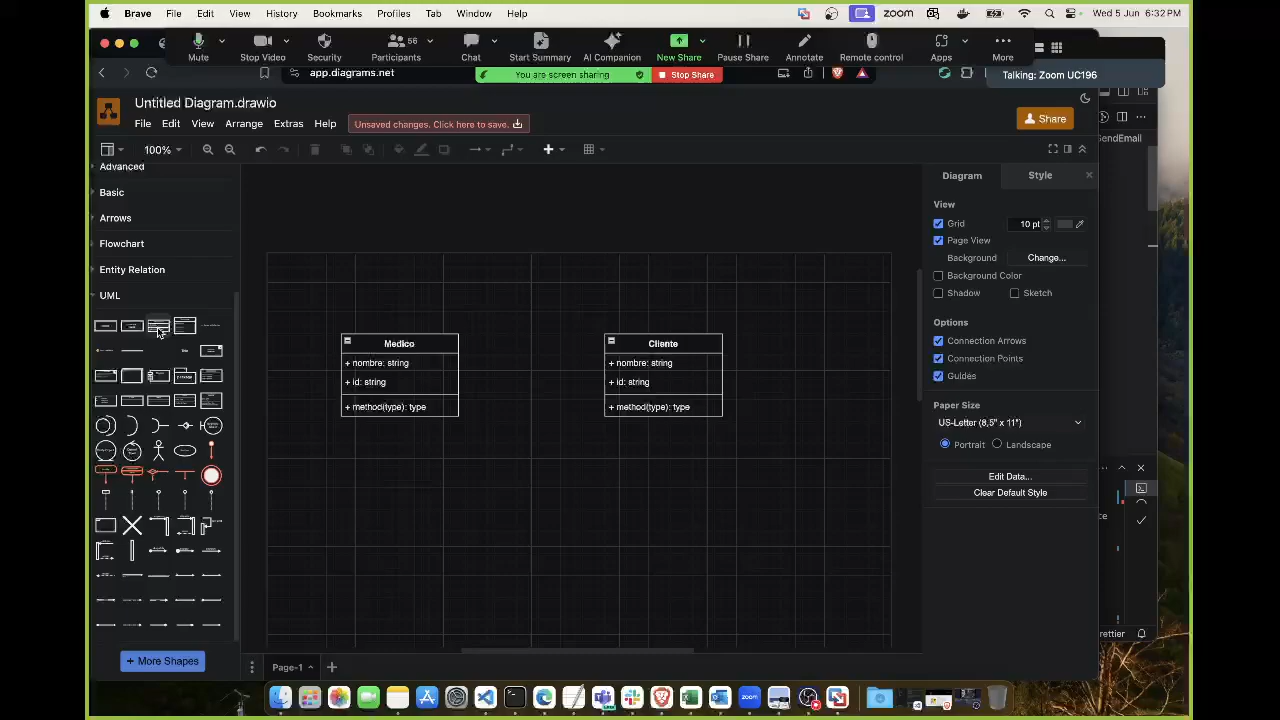 Browser File Edit View History Bookmarks Profiles Tab Window Help zoom Wed 5 Jun 6:32 PM
Mute Stop Video Security Participants 56 Chat Start Summary AI Companion New Share Pause Share Annotate Remote control Apps More
app.diagrams.net You are screen sharing Stop Share Talking: Zoom UC196
Untitled Diagram.drawio
File Edit View Arrange Extras Help Unsaved changes. Click here to save. Share
SendEmail
100%
Advanced
Basic
Arrows
Flowchart
Entity Relation
UML
More Shapes
Medico
+ nombre: string
+ id: string
+ method(type): type
Cliente
+ nombre: string
+ id: string
+ method(type): type
Diagram Style
View
Grid 10 pt
Page View
Background Change...
Background Color
Shadow Sketch
Options
Connection Arrows
Connection Points
Guides
Paper Size
US-Letter (8,5" x 11")
Portrait Landscape
Edit Data...
Clear Default Style
Page-1
rettier
zoom